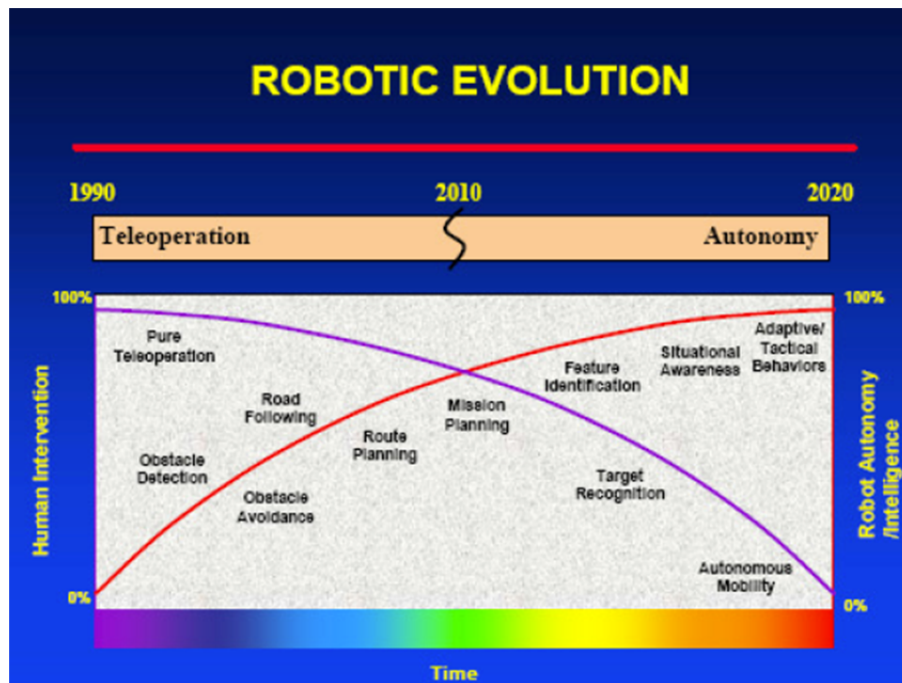 ROBOTIC EVOLUTION
1990 2010 2020
Teleoperation Autonomy
100% 100%
Pure
Teleoperation
Adaptive/
Tactical
Behaviors
Situational
Awareness
Feature
Identification
Road
Following
Mission
Planning
Route
Planning
Obstacle
Detection
Obstacle
Avoidance
Target
Recognition
Autonomous
Mobility
Human Intervention
Robot Autonomy
/Intelligence
0% 0%
Time